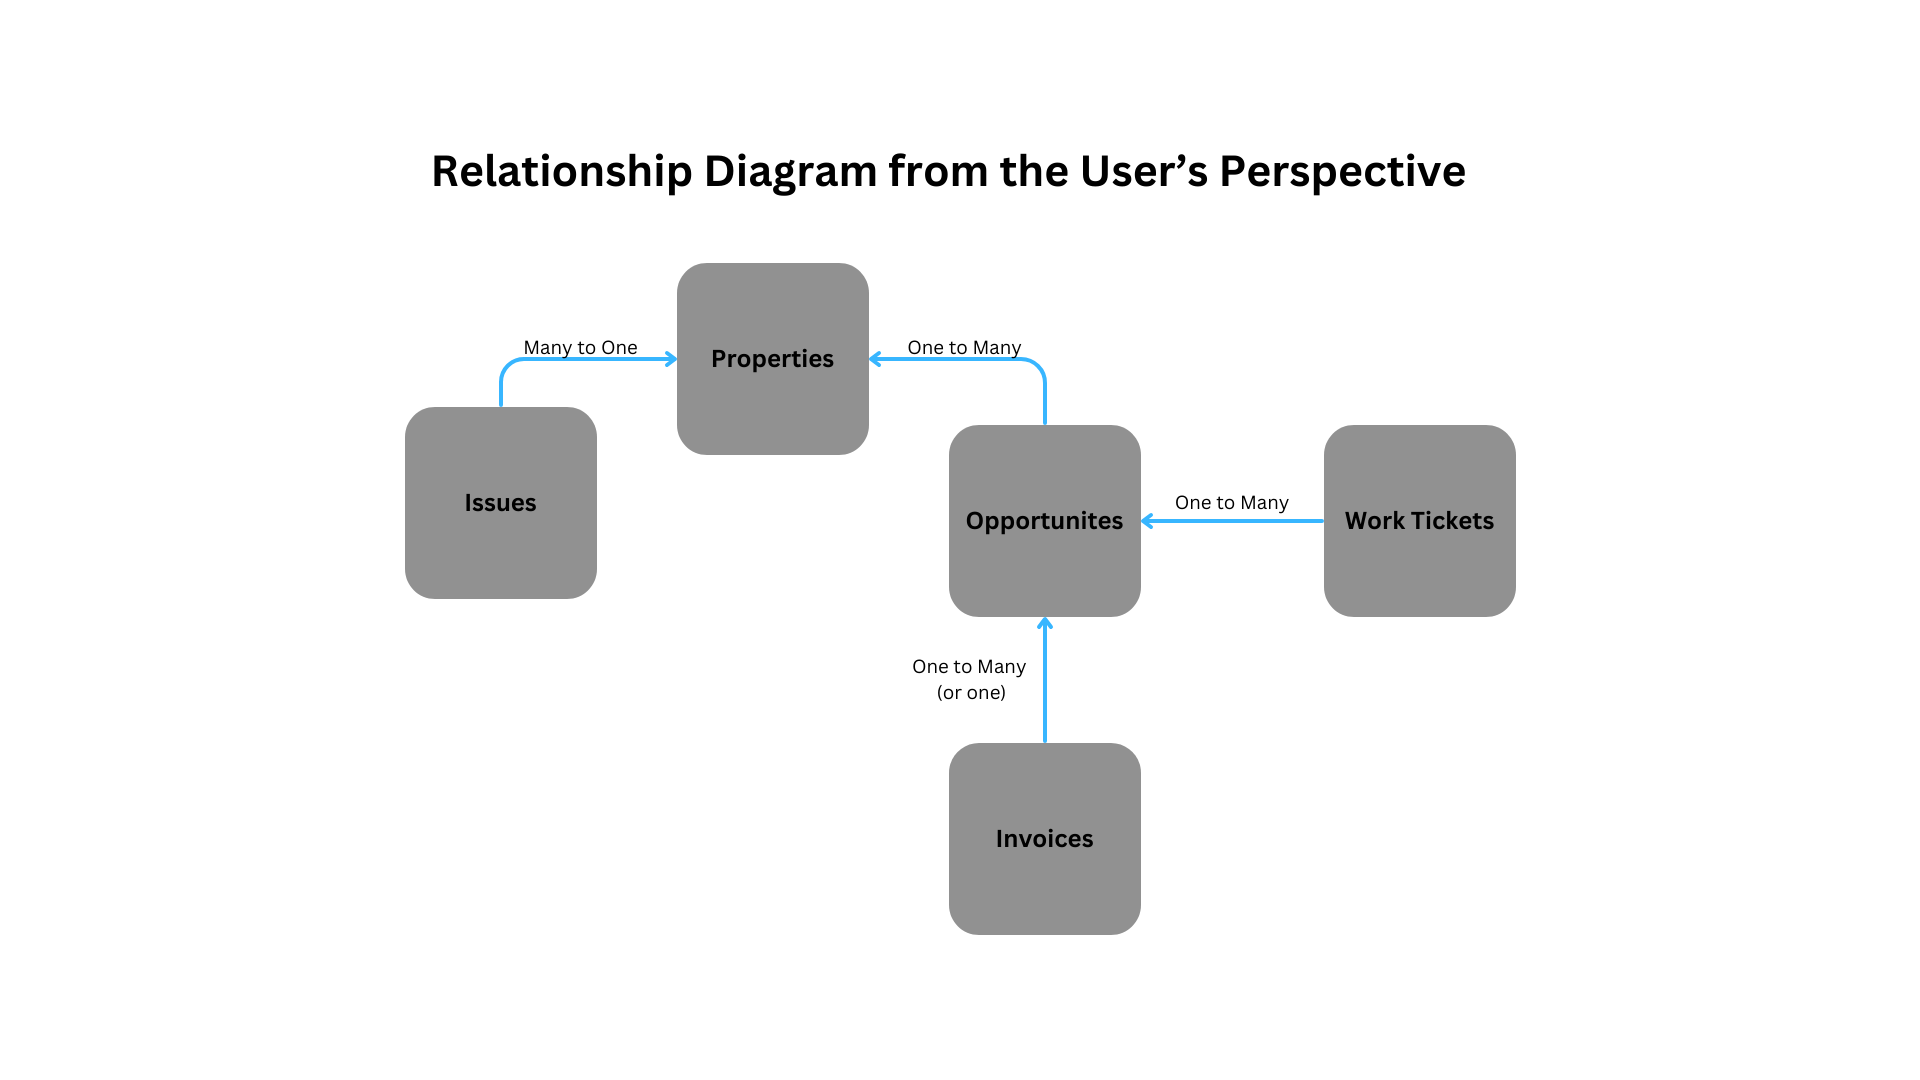 Relationship Diagram from the User’s Perspective
Many to One
Properties
One to Many
Issues
Opportunites
One to Many
Work Tickets
One to Many
(or one)
Invoices